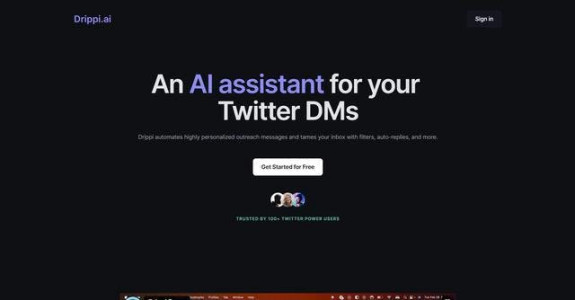 Drippi.ai
Sign in
An AI assistant for your
Twitter DMs
Drippi automates highly personalized outreach messages and tames your inbox with filters, auto-replies, and more.
Get Started for Free
TRUSTED BY 100+ TWITTER POWER USERS